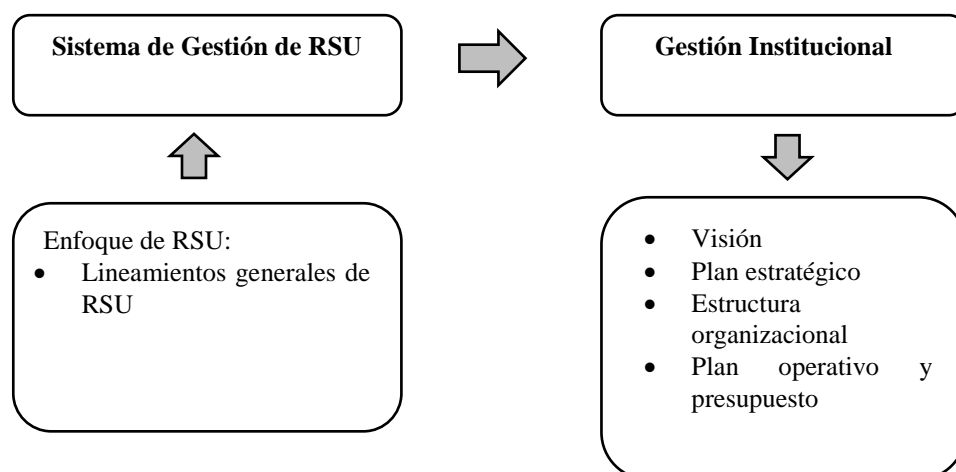 Sistema de Gestión de RSU
Gestión Institucional
Enfoque de RSU:
• Lineamientos generales de
RSU
• Visión
• Plan estratégico
• Estructura
organizacional
• Plan operativo y
presupuesto